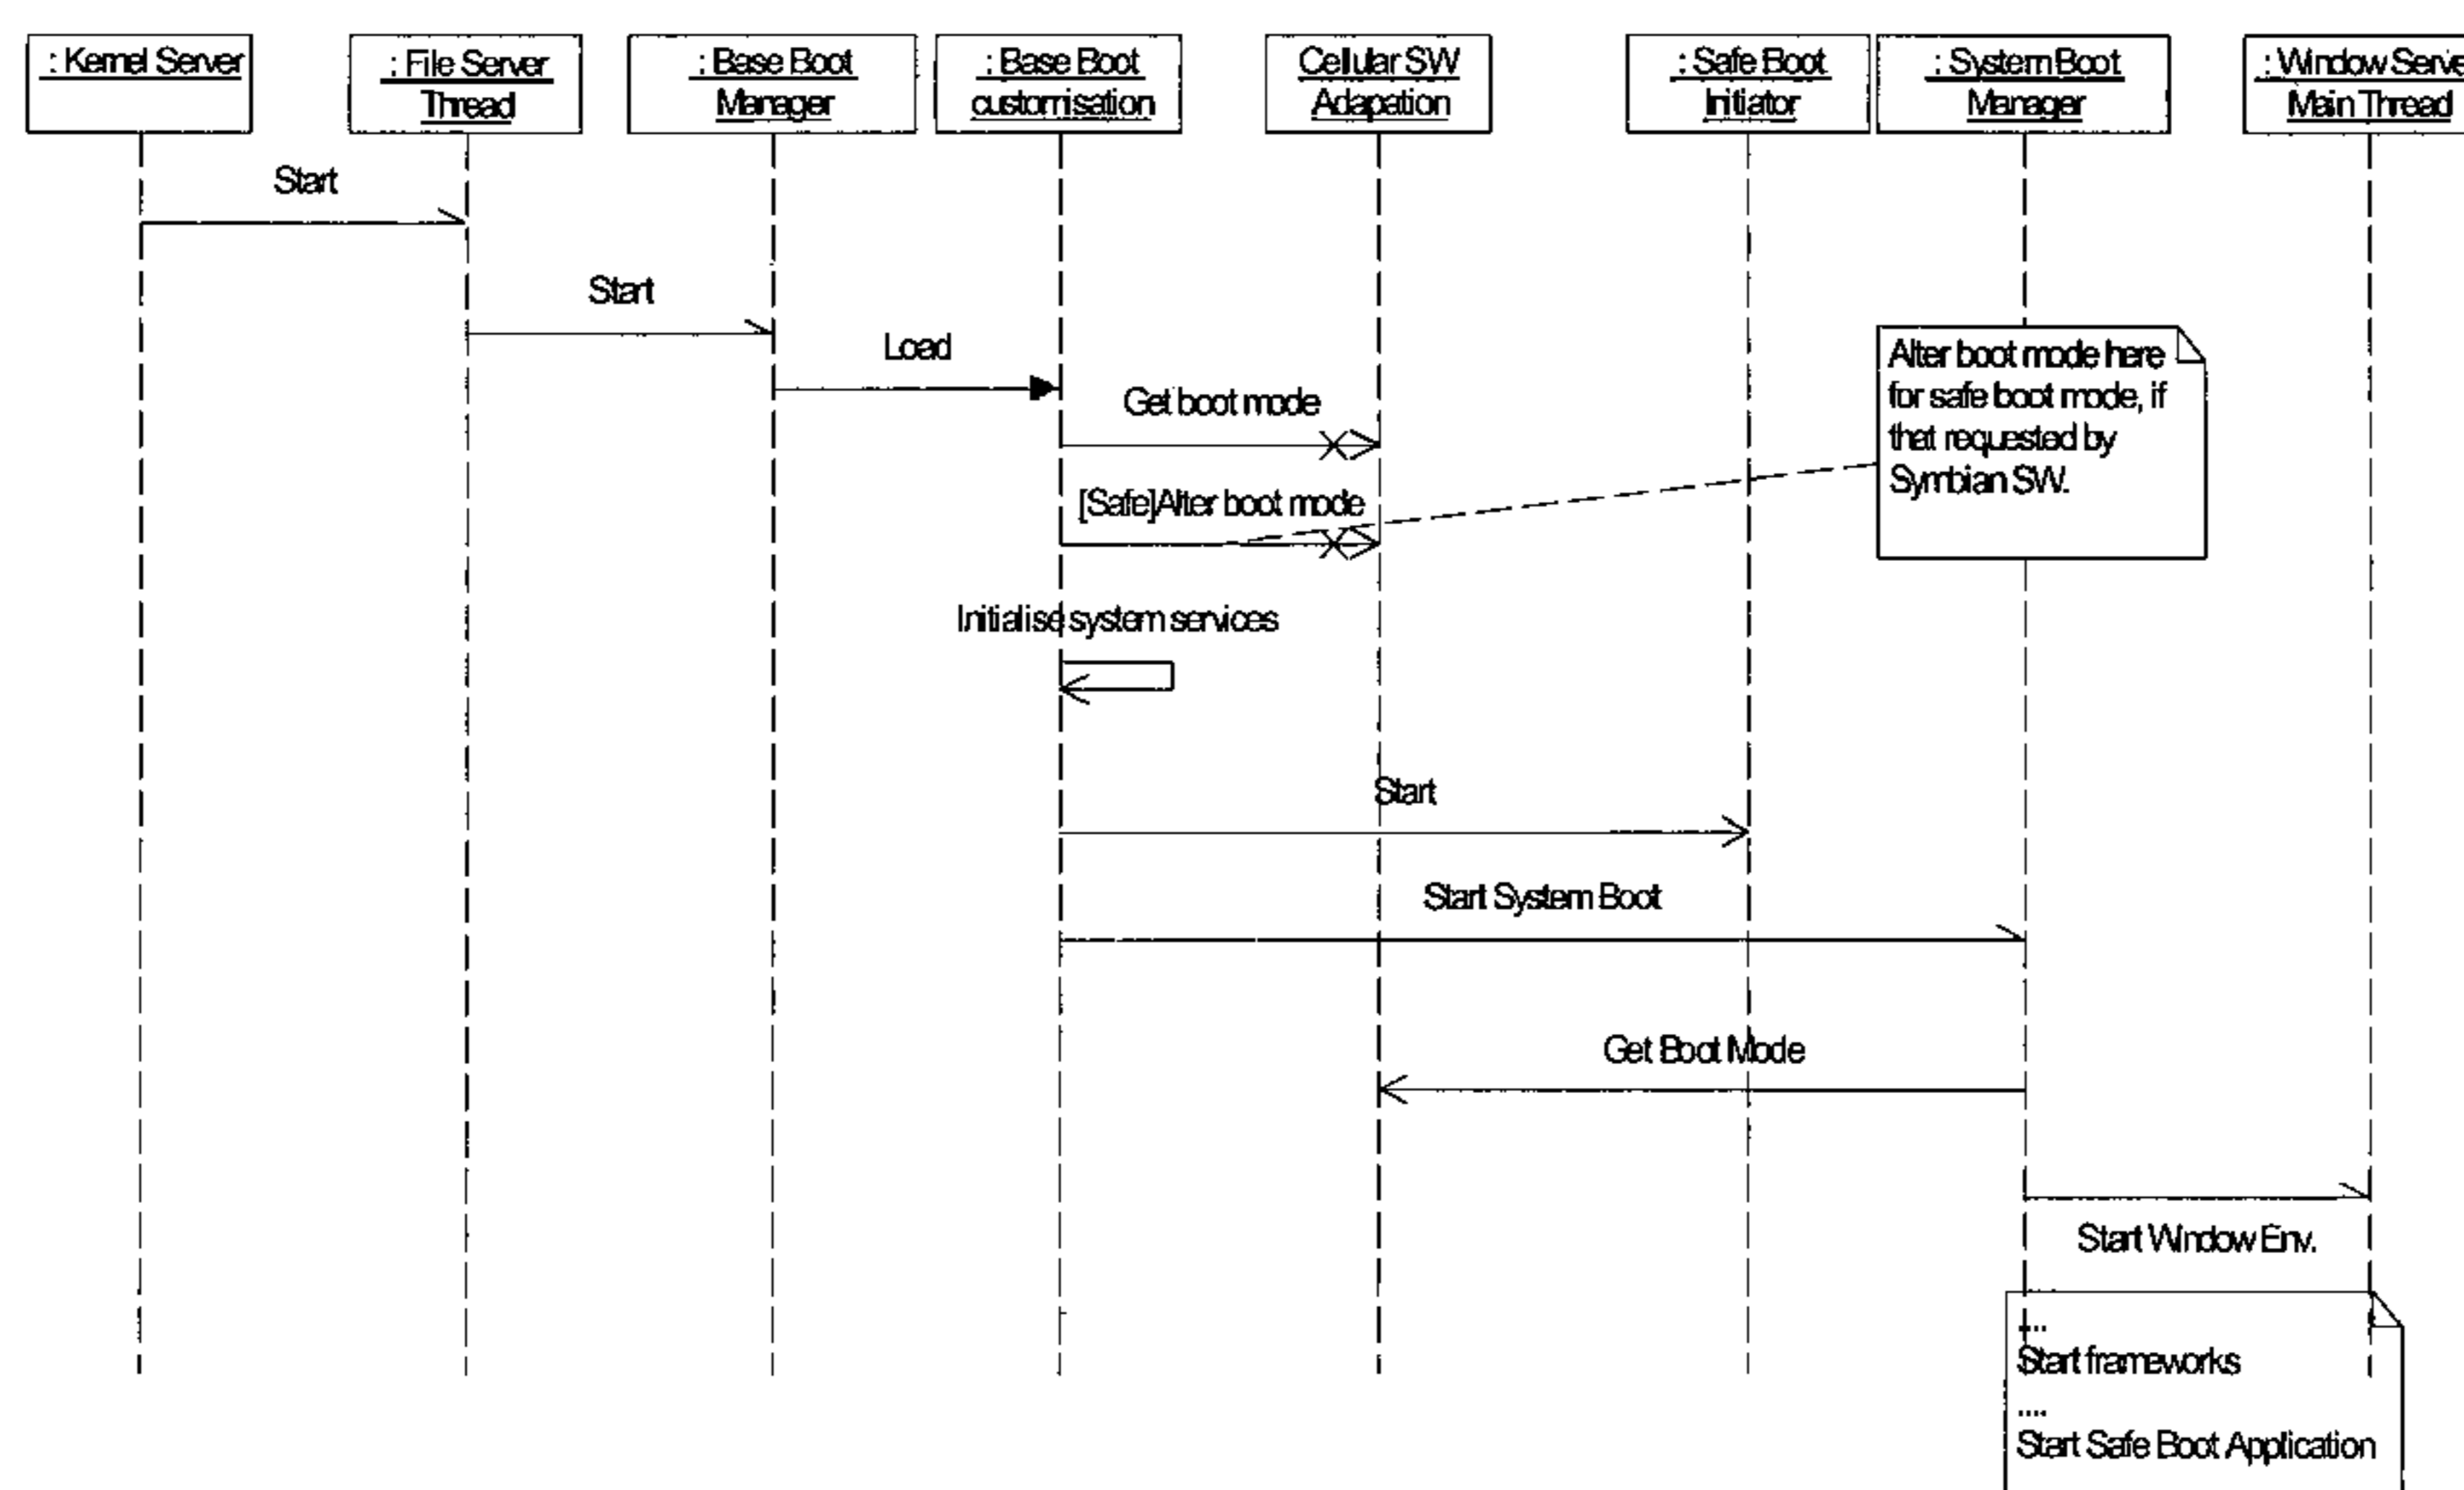 : Kernel Server
: File Server
Thread
: Base Boot
Manager
: Base Boot
customisation
Cellular SW
Adapation
: Safe Boot
Initiator
: System Boot
Manager
: Window Serve
Main Thread
Start
Start
Load
Get boot mode
Alter boot mode here
for safe boot mode, if
that requested by
Symbian SW.
[Safe]Alter boot mode
Initialise system services
Start
Start System Boot
Get Boot Mode
Start Window Env.
....
....
Start frameworks
....
Start Safe Boot Application